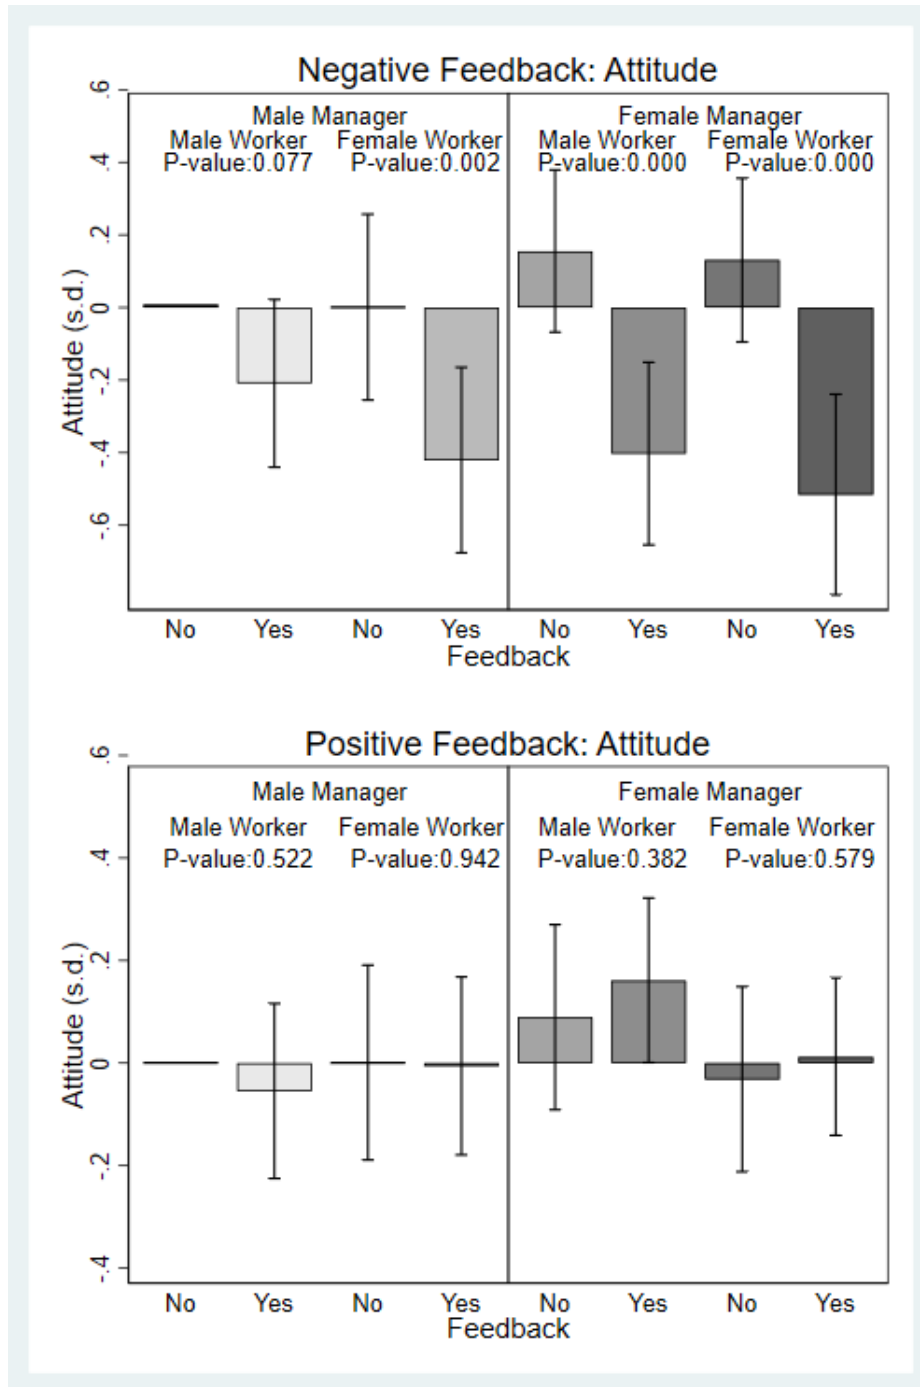 Negative Feedback: Attitude
Male Manager
Female Manager
Male Worker Female Worker
Male Worker Female Worker
P-value:0.077 P-value:0.002
P-value:0.000 P-value:0.000
Attitude (s.d.)
.6
.4
.2
0
-.2
-.4
-.6
No Yes No Yes No Yes No Yes
Feedback
Positive Feedback: Attitude
Male Manager
Female Manager
Male Worker Female Worker
Male Worker Female Worker
P-value:0.522 P-value:0.942
P-value:0.382 P-value:0.579
Attitude (s.d.)
.6
.4
.2
0
-.2
-.4
No Yes No Yes No Yes No Yes
Feedback